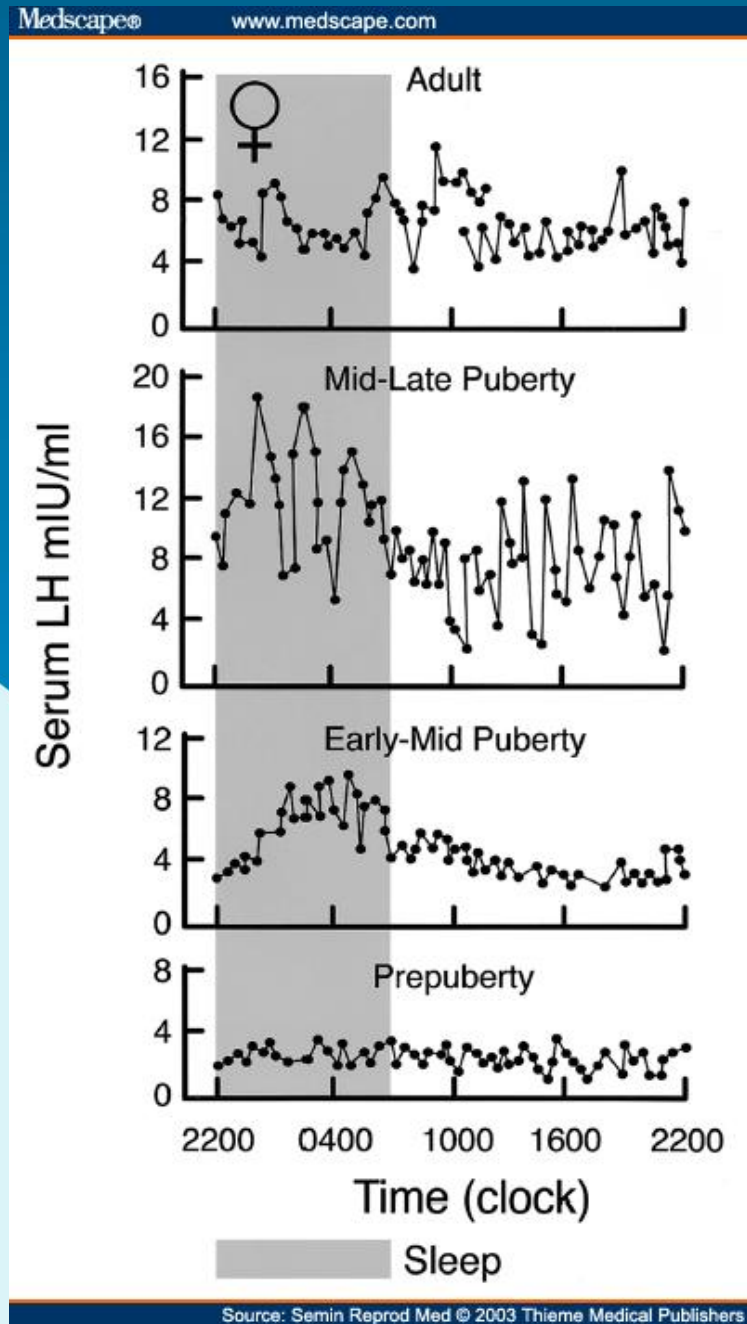 Medscape® www.medscape.com
Adult
16
12
8
4
0
Mid-Late Puberty
20
16
12
8
4
0
Serum LH mIU/ml
Early-Mid Puberty
12
8
4
0
Prepuberty
8
4
0
2200 0400 1000 1600 2200
Time (clock)
Sleep
Source: Semin Reprod Med © 2003 Thieme Medical Publishers